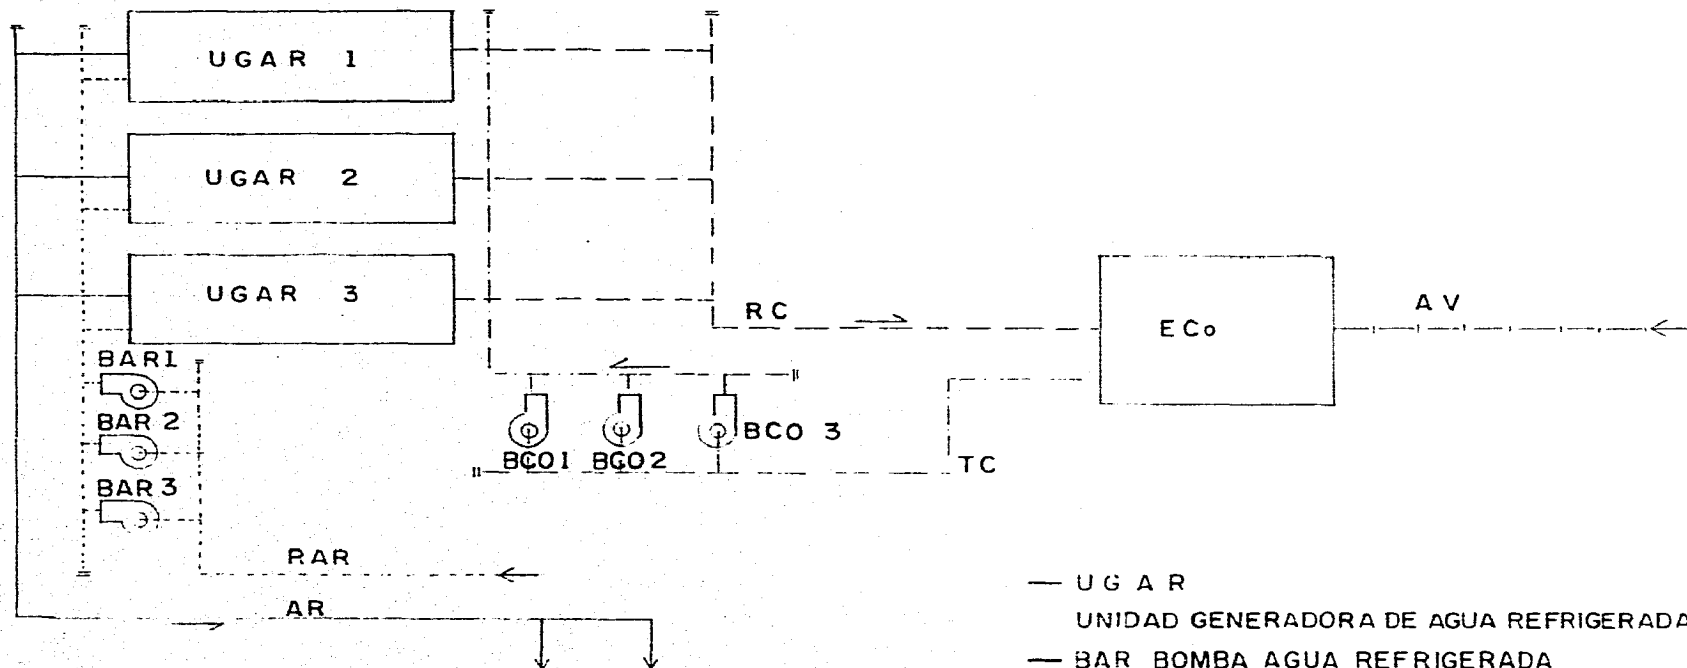 UGAR 1
UGAR 2
UGAR 3
RC
ECo
AV
BAR1
BAR 2
BAR 3
BCO1
BCO2
BCO 3
TC
RAR
AR
— UGAR
UNIDAD GENERADORA DE AGUA REFRIGERADA
— BAR BOMBA AGUA REFRIGERADA